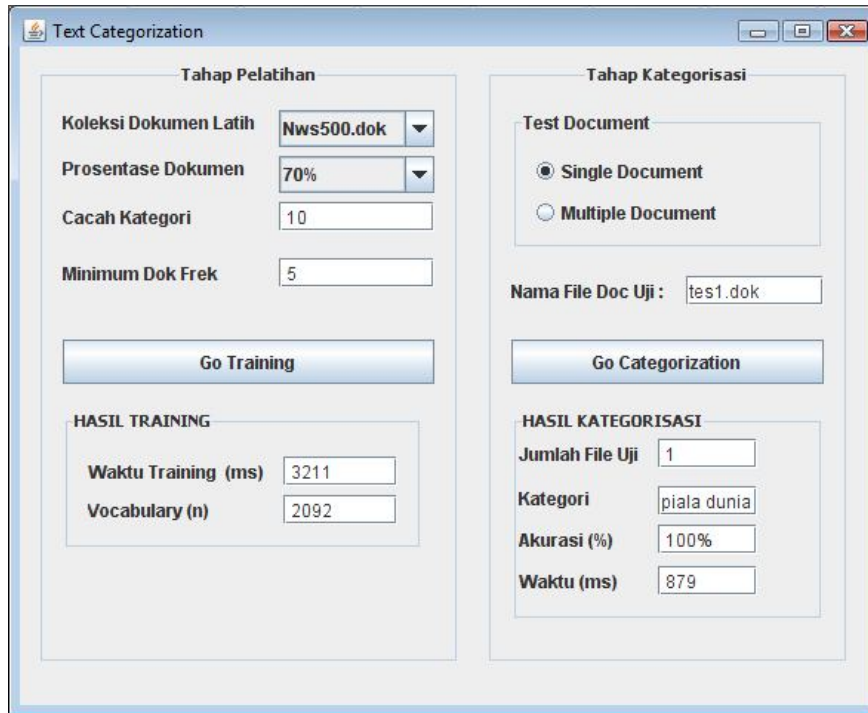 Text Categorization
Tahap Pelatihan
Koleksi Dokumen Latih Nws500.dok
Prosentase Dokumen 70%
Cacah Kategori 10
Minimum Dok Frek 5
Go Training
HASIL TRAINING
Waktu Training (ms) 3211
Vocabulary (n) 2092
Tahap Kategorisasi
Test Document
Single Document
Multiple Document
Nama File Doc Uji : tes1.dok
Go Categorization
HASIL KATEGORISASI
Jumlah File Uji 1
Kategori piala dunia
Akurasi (%) 100%
Waktu (ms) 879